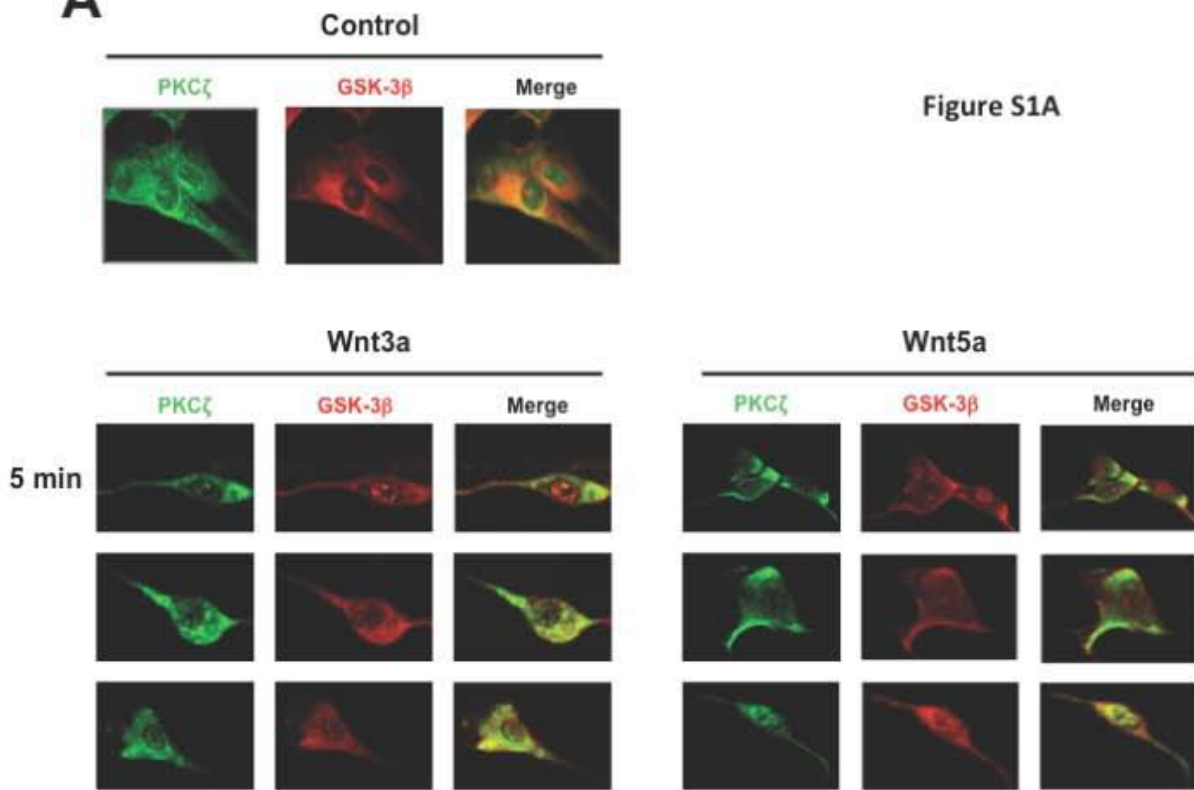 A
Control
PKCζ GSK-3β Merge
Figure S1A
Wnt3a Wnt5a
PKCζ GSK-3β Merge PKCζ GSK-3β Merge
5 min